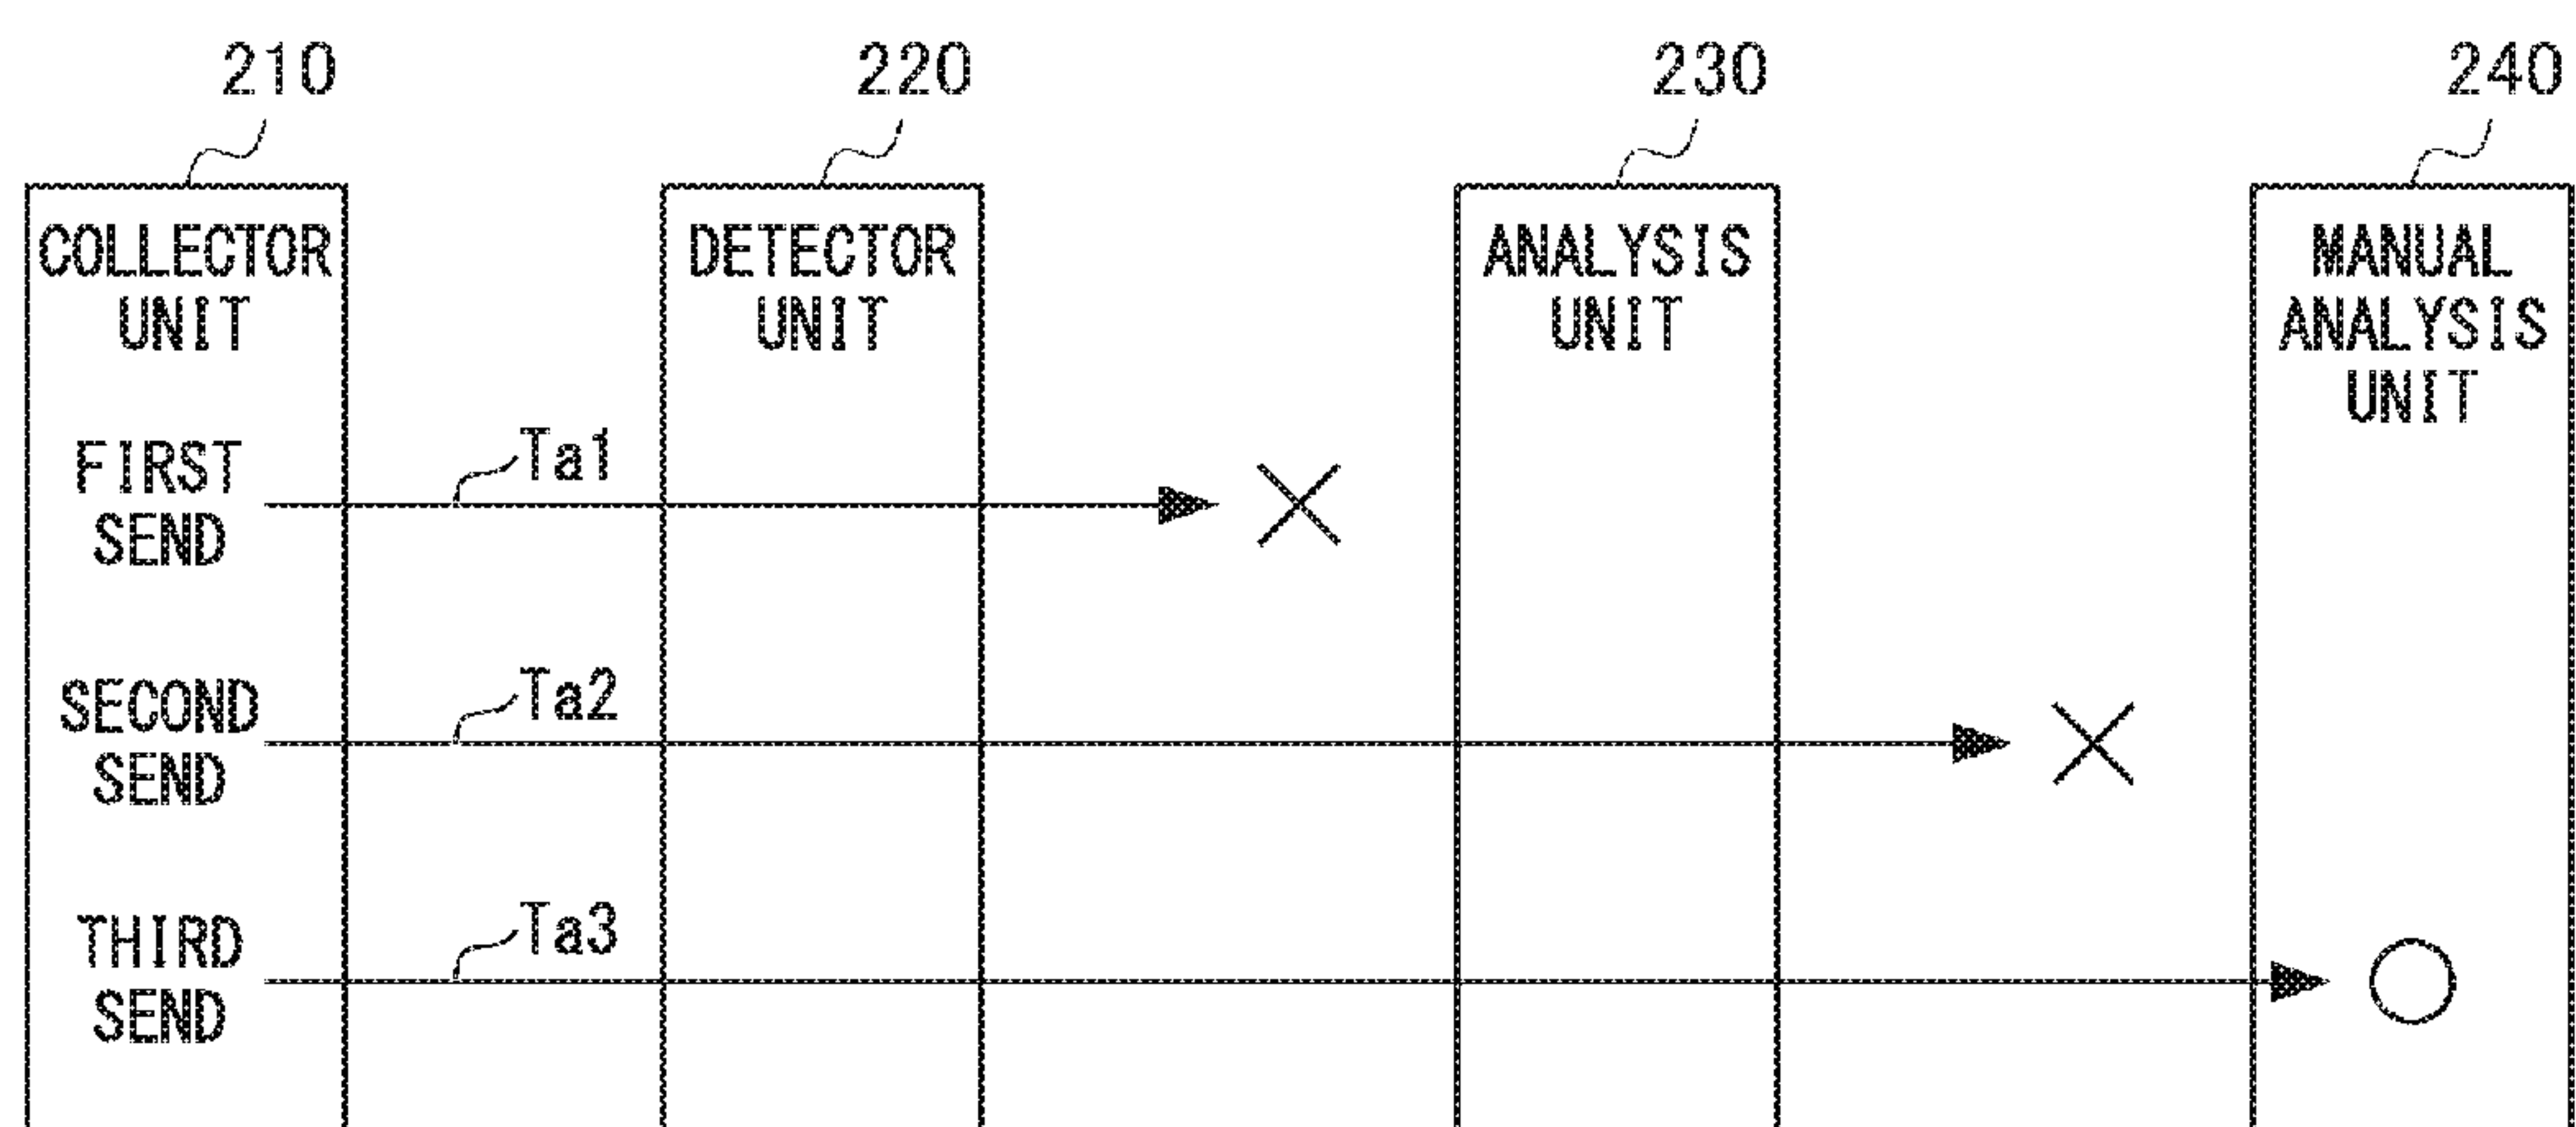 210
220
230
240
COLLECTOR
UNIT
DETECTOR
UNIT
ANALYSIS
UNIT
MANUAL
ANALYSIS
UNIT
FIRST
SEND
Ta1
SECOND
SEND
Ta2
THIRD
SEND
Ta3